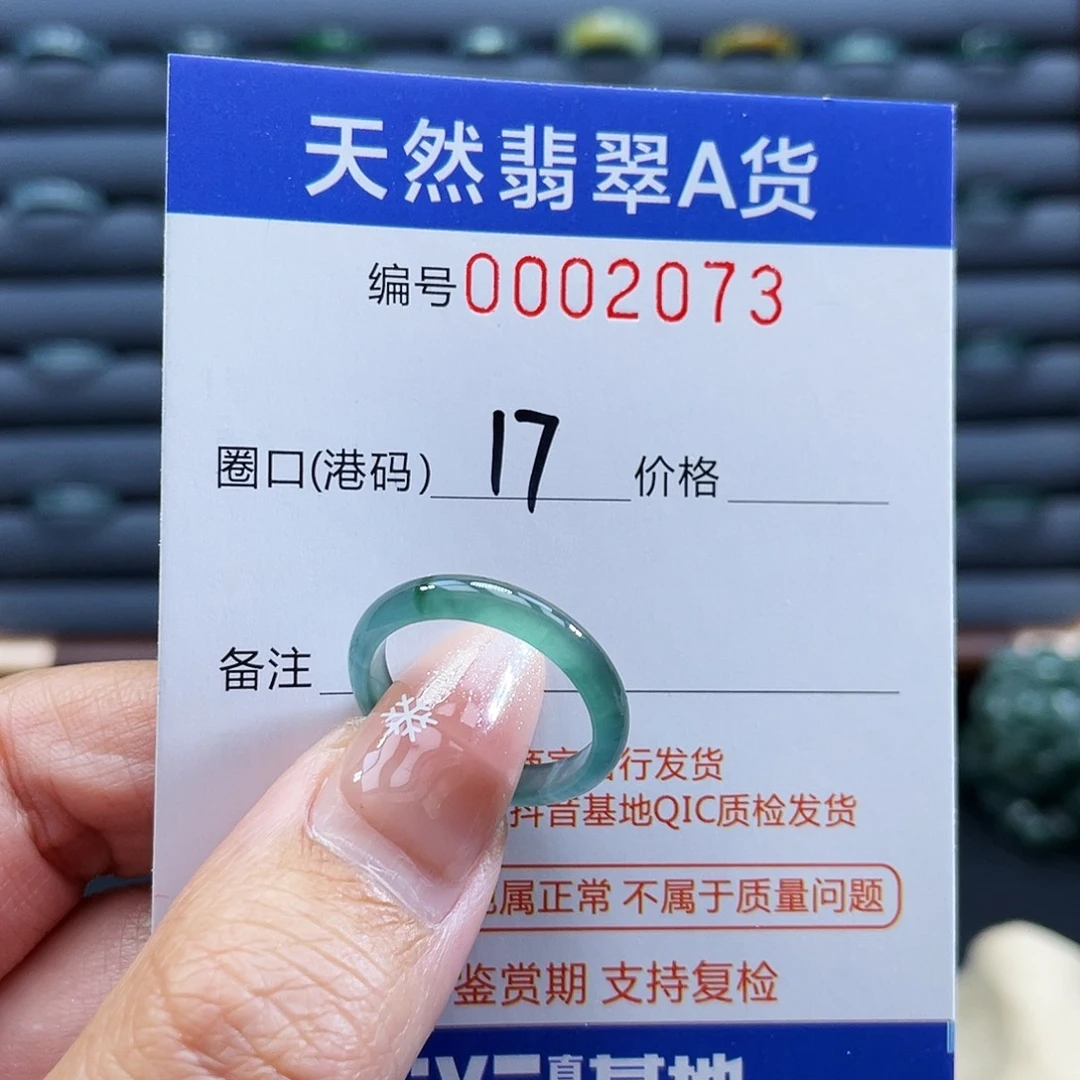 天然翡翠A货
编号0002073
圈口(港码) 17 价格
备注
行发货
抖音基地QIC质检发货
属正常 不属于质量问题
鉴赏期 支持复检
基地